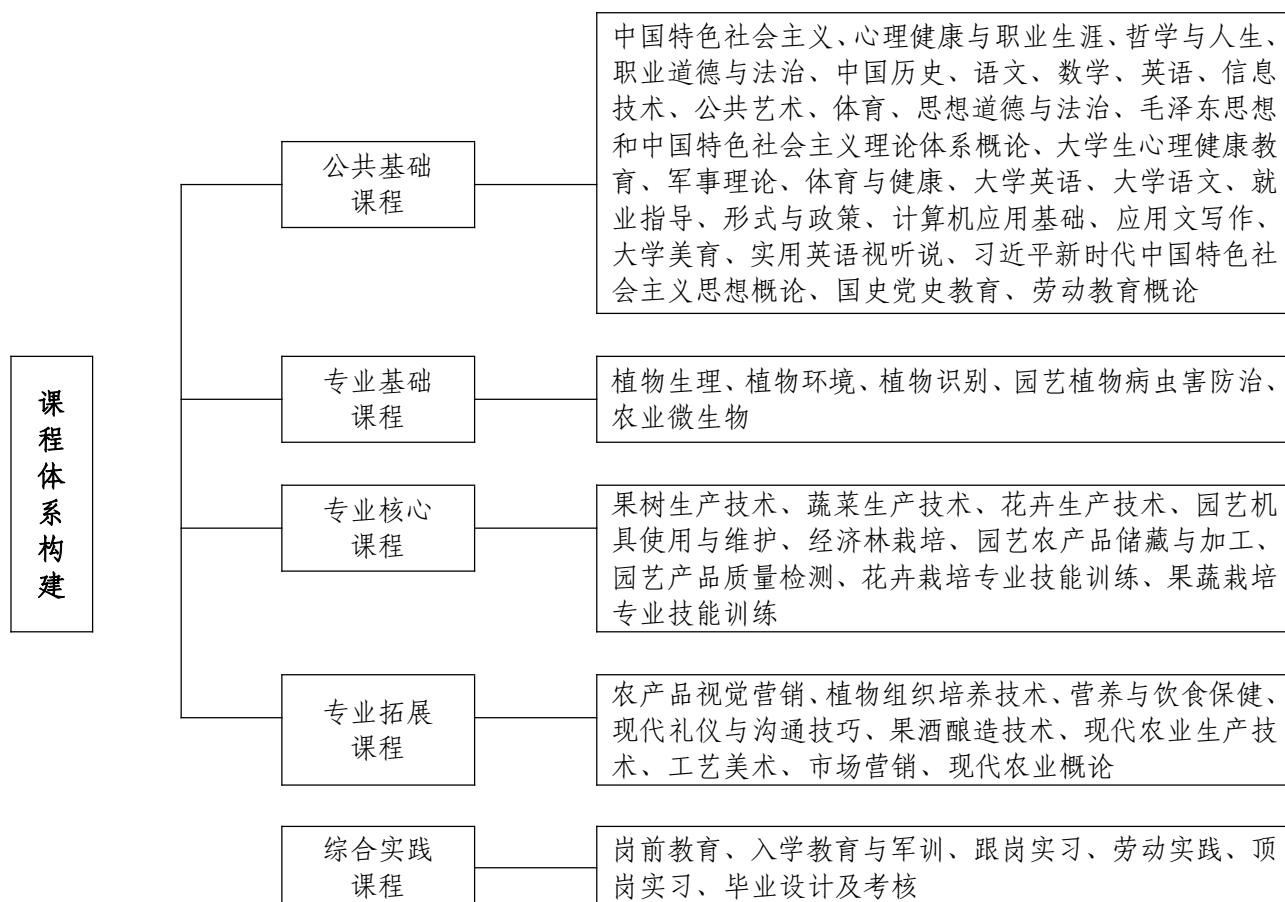 中国特色社会主义、心理健康与职业生涯、哲学与人生、
职业道德与法治、中国历史、语文、数学、英语、信息
技术、公共艺术、体育、思想道德与法治、毛泽东思想
和中国特色社会主义理论体系概论、大学生心理健康教
育、军事理论、体育与健康、大学英语、大学语文、就
业指导、形式与政策、计算机应用基础、应用文写作、
大学美育、实用英语视听说、习近平新时代中国特色社
会主义思想概论、国史党史教育、劳动教育概论
公共基础
课程
课
程
体
系
构
建
专业基础
课程
植物生理、植物环境、植物识别、园艺植物病虫害防治、
农业微生物
专业核心
课程
果树生产技术、蔬菜生产技术、花卉生产技术、园艺机
具使用与维护、经济林栽培、园艺农产品储藏与加工、
园艺产品质量检测、花卉栽培专业技能训练、果蔬栽培
专业技能训练
专业拓展
课程
农产品视觉营销、植物组织培养技术、营养与饮食保健、
现代礼仪与沟通技巧、果酒酿造技术、现代农业生产技
术、工艺美术、市场营销、现代农业概论
综合实践
课程
岗前教育、入学教育与军训、跟岗实习、劳动实践、顶
岗实习、毕业设计及考核